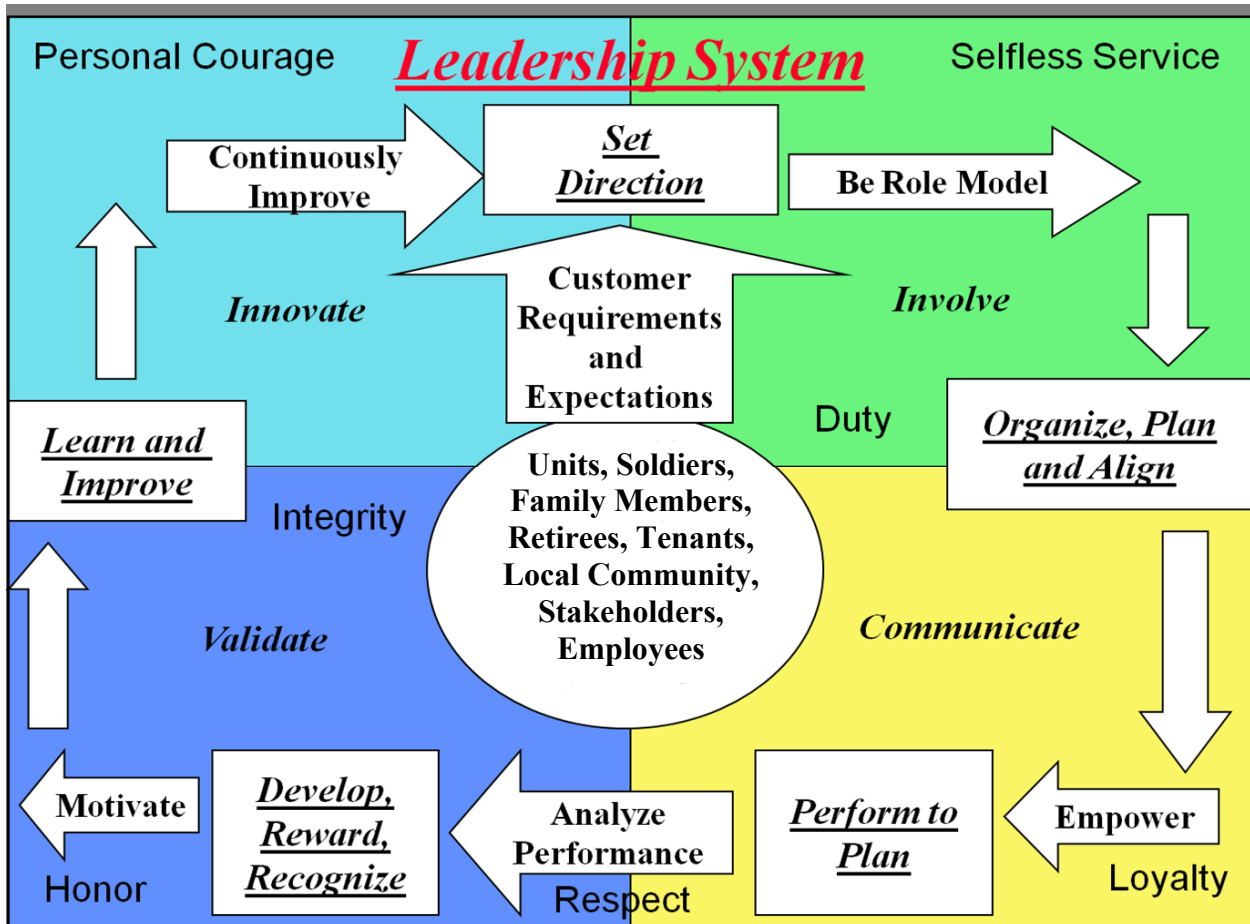 Personal Courage
Leadership System
Selfless Service
Continuously
Improve
Set
Direction
Be Role Model
Innovate
Customer
Requirements
and
Expectations
Involve
Learn and
Improve
Duty
Organize, Plan
and Align
Integrity
Units, Soldiers,
Family Members,
Retirees, Tenants,
Local Community,
Stakeholders,
Employees
Validate
Communicate
Motivate
Develop,
Reward,
Recognize
Analyze
Performance
Perform to
Plan
Empower
Honor
Respect
Loyalty